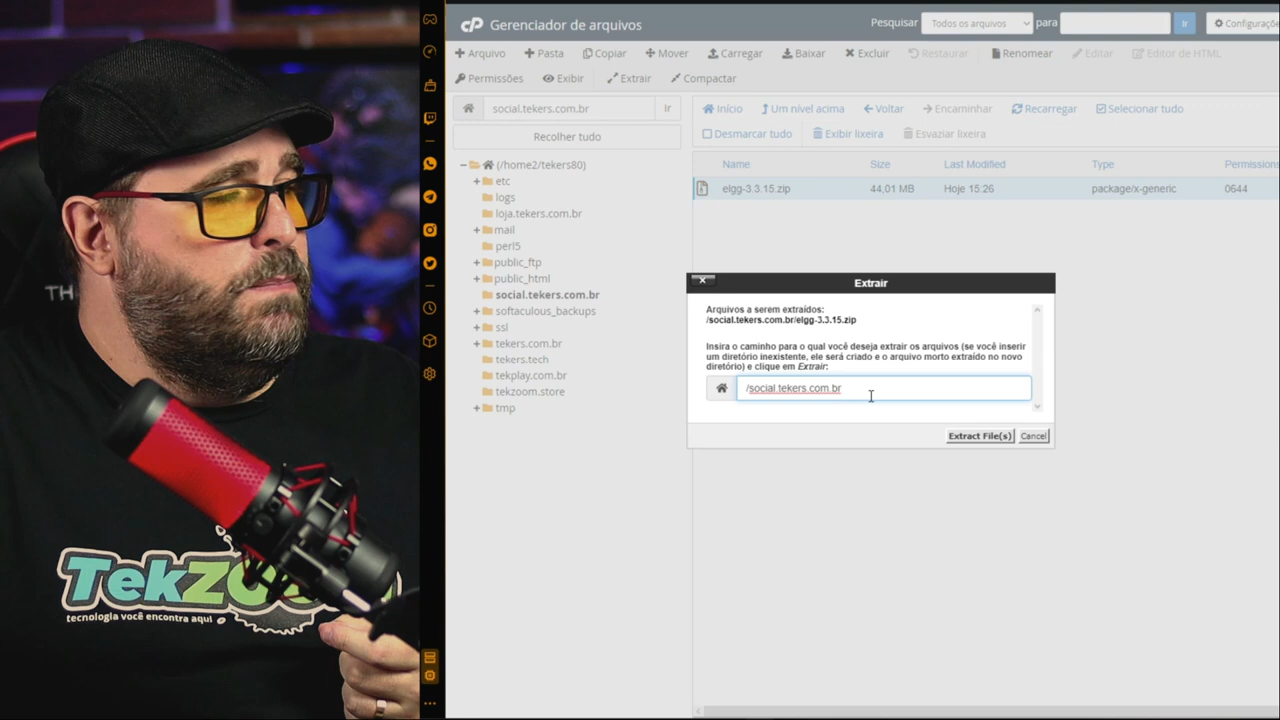 Gerenciador de arquivos
Pesquisar Todos os arquivos para Ir
Arquivo Pasta Copiar Mover Carregar Baixar Excluir Restaurar Renomear Editar Editor de HTML
Permissões Exibir Extrair Compactar
social.tekers.com.br Ir
Recolher tudo
Início Um nível acima Voltar Encaminhar Recarregar Selecionar tudo
Desmarcar tudo Exibir lixeira Esvaziar lixeira
(/home2/tekers80)
etc
logs
loja.tekers.com.br
mail
perl5
public_ftp
public_html
social.tekers.com.br
softaculous_backups
ssl
tekers.com.br
tekers.tech
tekplay.com.br
tekzoom.store
tmp
Name Size Last Modified Type Permissions
elgg-3.3.15.zip 44,01 MB Hoje 15:26 package/x-generic 0644
Extrair
Arquivos a serem extraídos:
/social.tekers.com.br/elgg-3.3.15.zip
Insira o caminho para o qual você deseja extrair os arquivos (se você inserir
um diretório inexistente, ele será criado e o arquivo morto extraído no novo
diretório) e clique em Extrair:
/social.tekers.com.br
Extract File(s) Cancel
tecnologia você encontra aqui